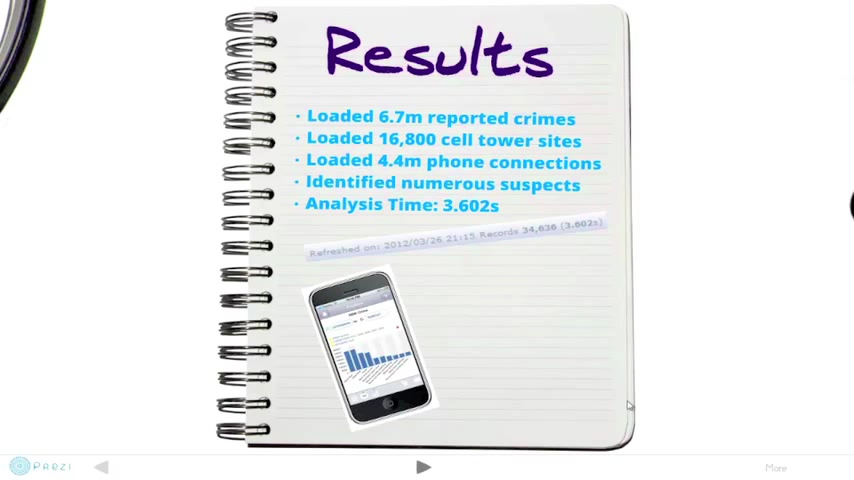 Results
· Loaded 6.7m reported crimes
· Loaded 16,800 cell tower sites
· Loaded 4.4m phone connections
· Identified numerous suspects
· Analysis Time: 3.602s
Refreshed on: 2012/03/26 21:15 Records 34,636 (3.602s)
PREZI
More